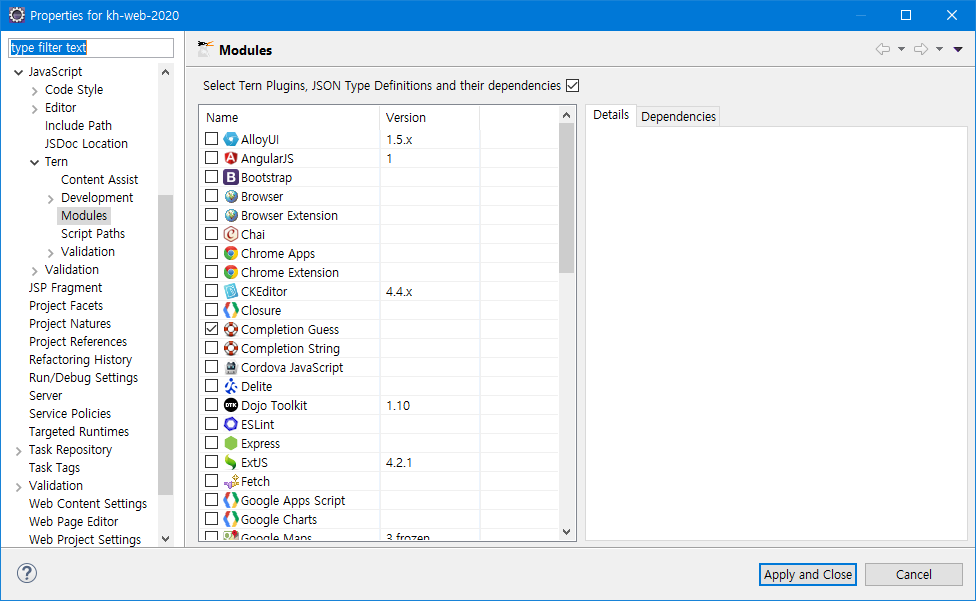 Properties for kh-web-2020
type filter text
JavaScript
Code Style
Editor
Include Path
JSDoc Location
Tern
Content Assist
Development
Modules
Script Paths
Validation
Validation
JSP Fragment
Project Facets
Project Natures
Project References
Refactoring History
Run/Debug Settings
Server
Service Policies
Targeted Runtimes
Task Repository
Task Tags
Validation
Web Content Settings
Web Page Editor
Web Project Settings
Modules
Select Tern Plugins, JSON Type Definitions and their dependencies
Name Version
AlloyUI 1.5.x
AngularJS 1
B Bootstrap
Browser
Browser Extension
Chai
Chrome Apps
Chrome Extension
CKEditor 4.4.x
Closure
Completion Guess
Completion String
Cordova JavaScript
Delite
DTK Dojo Toolkit 1.10
ESLint
Express
ExtJS 4.2.1
Fetch
Google Apps Script
Google Charts
Google Maps 3 frozen
Details Dependencies
? Apply and Close Cancel